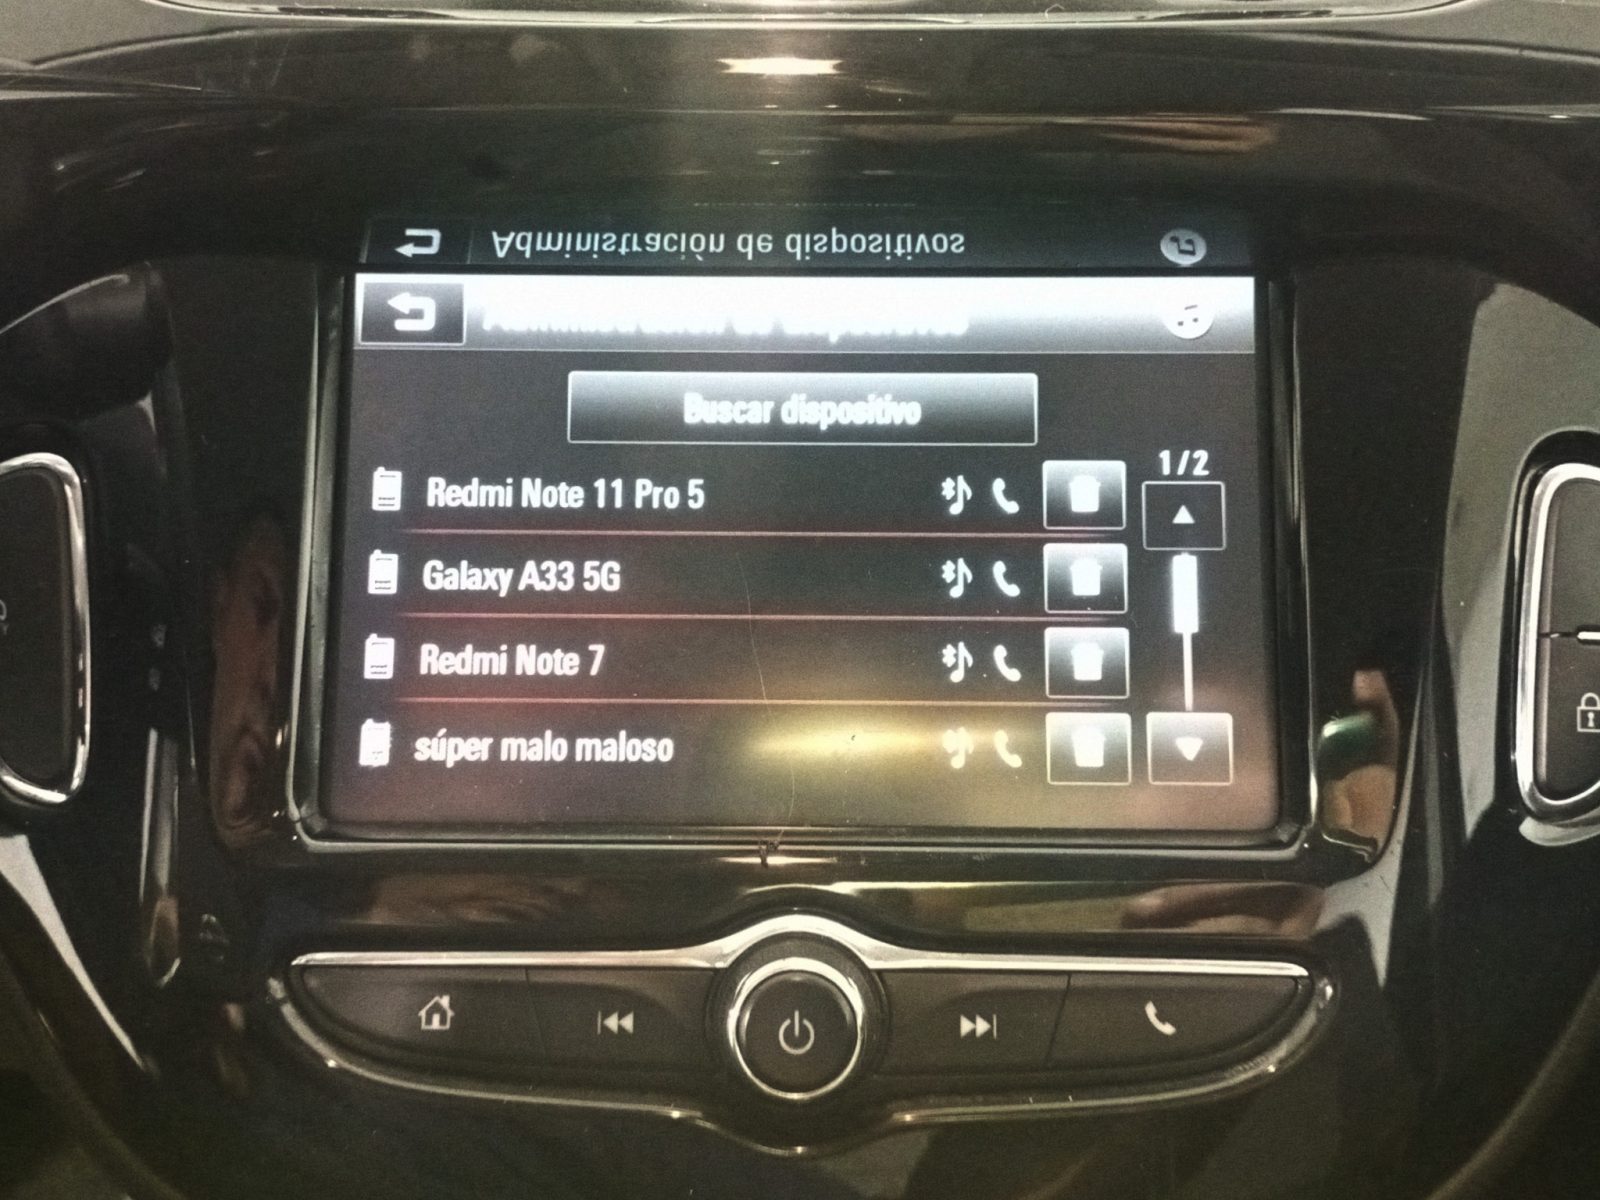 Administración de dispositivos
Buscar dispositivo
1/2
Redmi Note 11 Pro 5
Galaxy A33 5G
Redmi Note 7
súper malo maloso